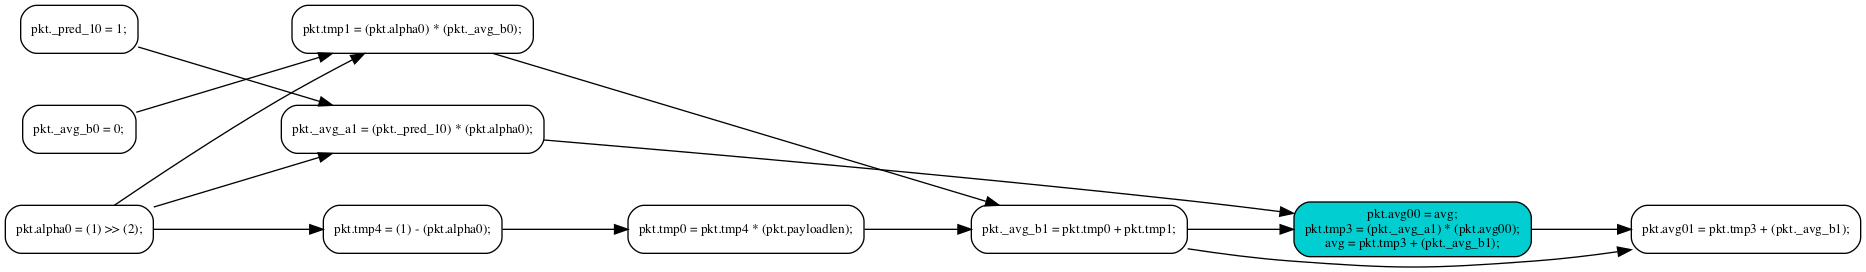 pkt._pred_10 = 1;
pkt.tmp1 = (pkt.alpha0) * (pkt._avg_b0);
pkt._avg_b0 = 0;
pkt._avg_a1 = (pkt._pred_10) * (pkt.alpha0);
pkt.alpha0 = (1) >> (2);
pkt.tmp4 = (1) - (pkt.alpha0);
pkt.tmp0 = pkt.tmp4 * (pkt.payloadlen);
pkt._avg_b1 = pkt.tmp0 + pkt.tmp1;
pkt.avg00 = avg;
pkt.tmp3 = (pkt._avg_a1) * (pkt.avg00);
avg = pkt.tmp3 + (pkt._avg_b1);
pkt.avg01 = pkt.tmp3 + (pkt._avg_b1);